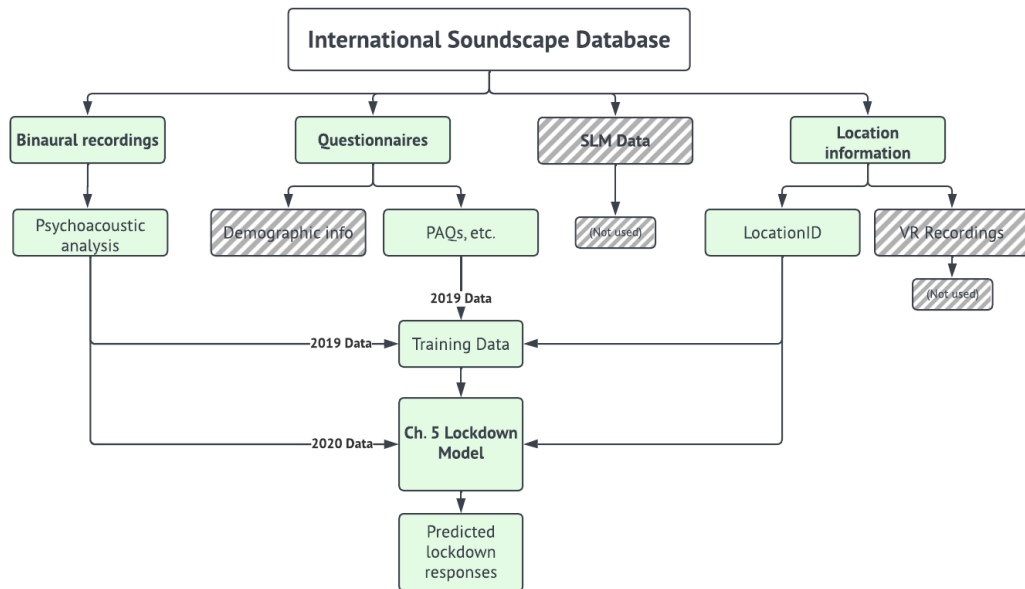 International Soundscape Database
Binaural recordings
Questionnaires
SLM Data
Location
information
Psychoacoustic
analysis
Demographic info
PAQs, etc.
(Not used)
LocationID
VR Recordings
(Not used)
2019 Data
2019 Data
Training Data
2020 Data
Ch. 5 Lockdown
Model
Predicted
lockdown
responses